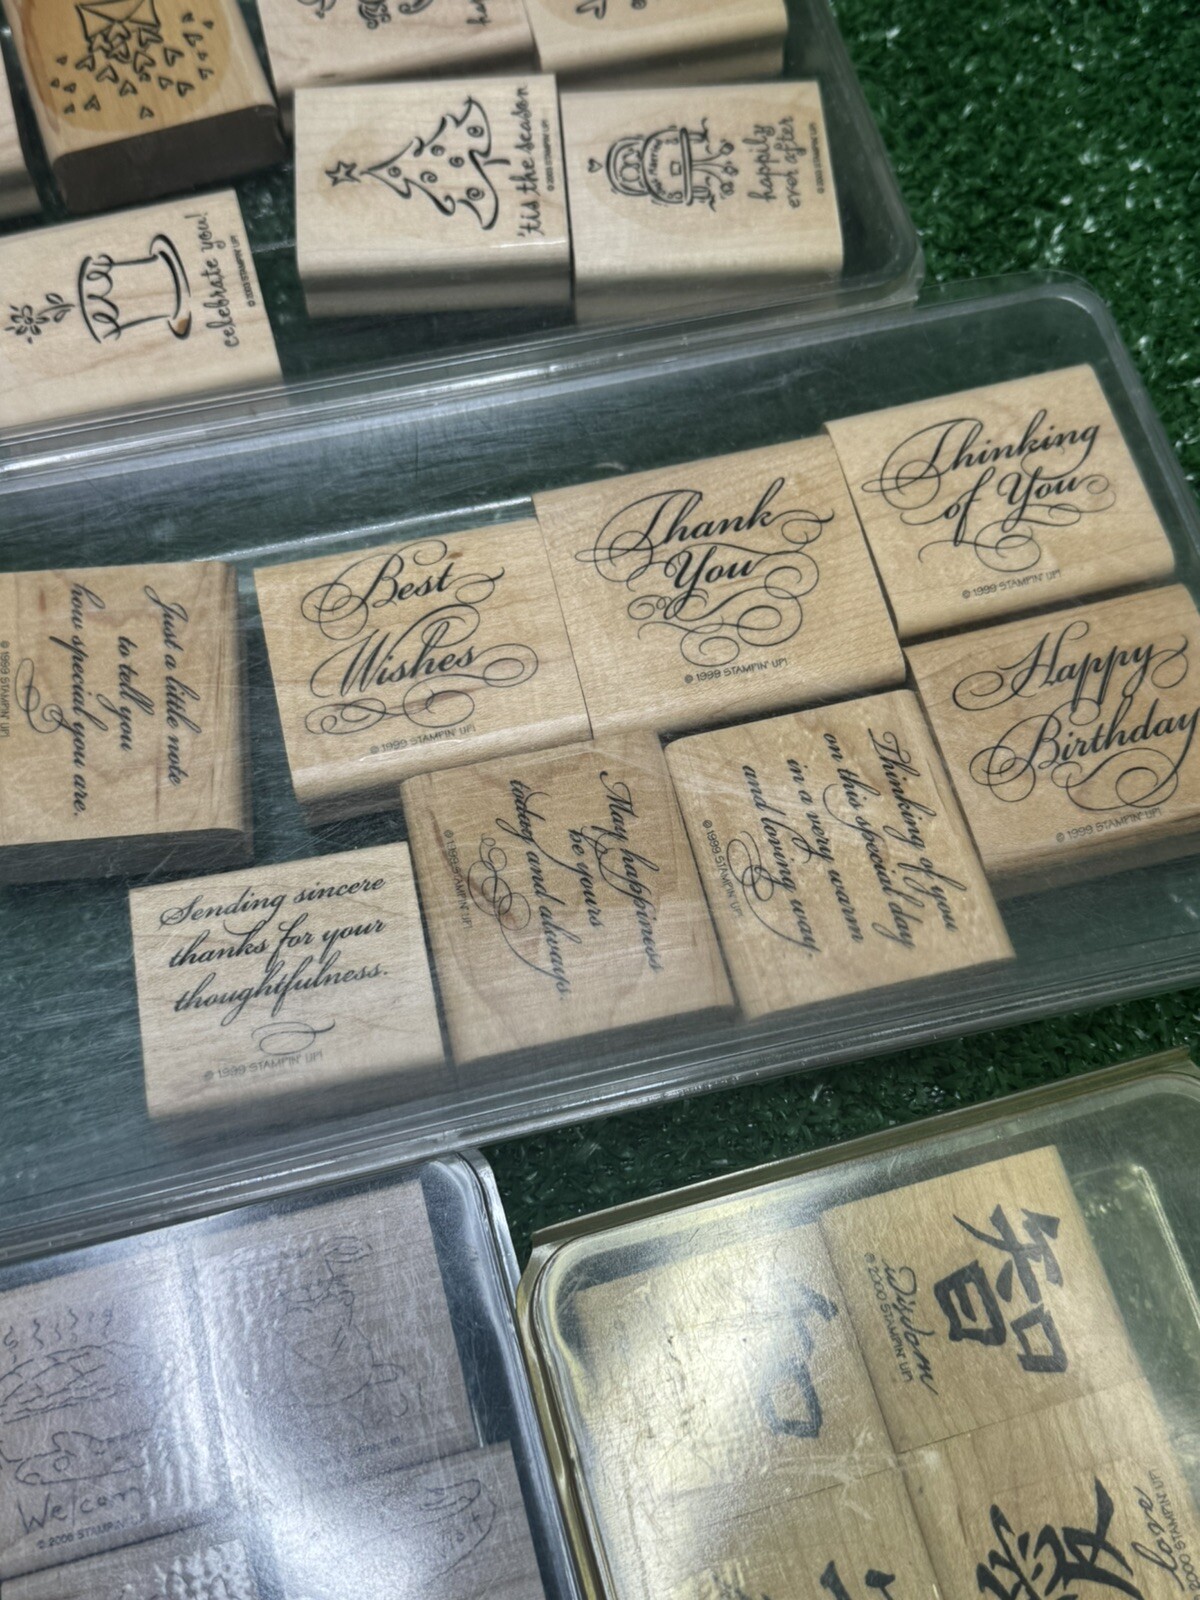 'tis the season
© 2003 STAMPIN' UP!
happily
ever after
celebrate you!
© STAMPIN' UP!
Thinking
of You
© 1999 STAMPIN' UP!
Thank
You
© 1999 STAMPIN' UP!
Best
Wishes
© 1999 STAMPIN' UP!
Happy
Birthday
© 1999 STAMPIN' UP!
Just a little note
to tell you
how special you are.
© 1999 STAMPIN' UP!
Thinking of you
on this special day
in a very warm
and loving way.
© 1999 STAMPIN' UP!
May happiness
be yours
today and always.
© 1999 STAMPIN' UP!
Sending sincere
thanks for your
thoughtfulness.
© 1999 STAMPIN' UP!
智
Wisdom
© 2000 STAMPIN' UP!
love
2000 STAMPIN' UP!
Welcom
© 2006 STAMPIN' UP